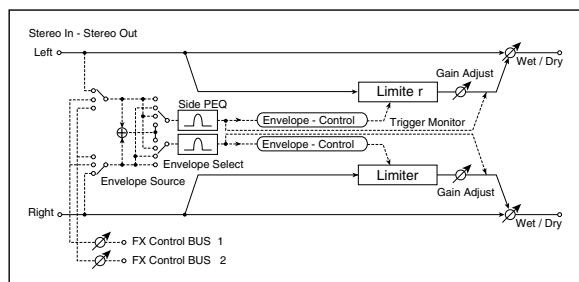 Stereo In - Stereo Out
Left
Wet / Dry
Side PEQ
Limite r
Gain Adjust
Envelope - Control
Trigger Monitor
Envelope - Control
Envelope Select
Envelope Source
Limiter
Gain Adjust
Right
Wet / Dry
FX Control BUS 1
FX Control BUS 2